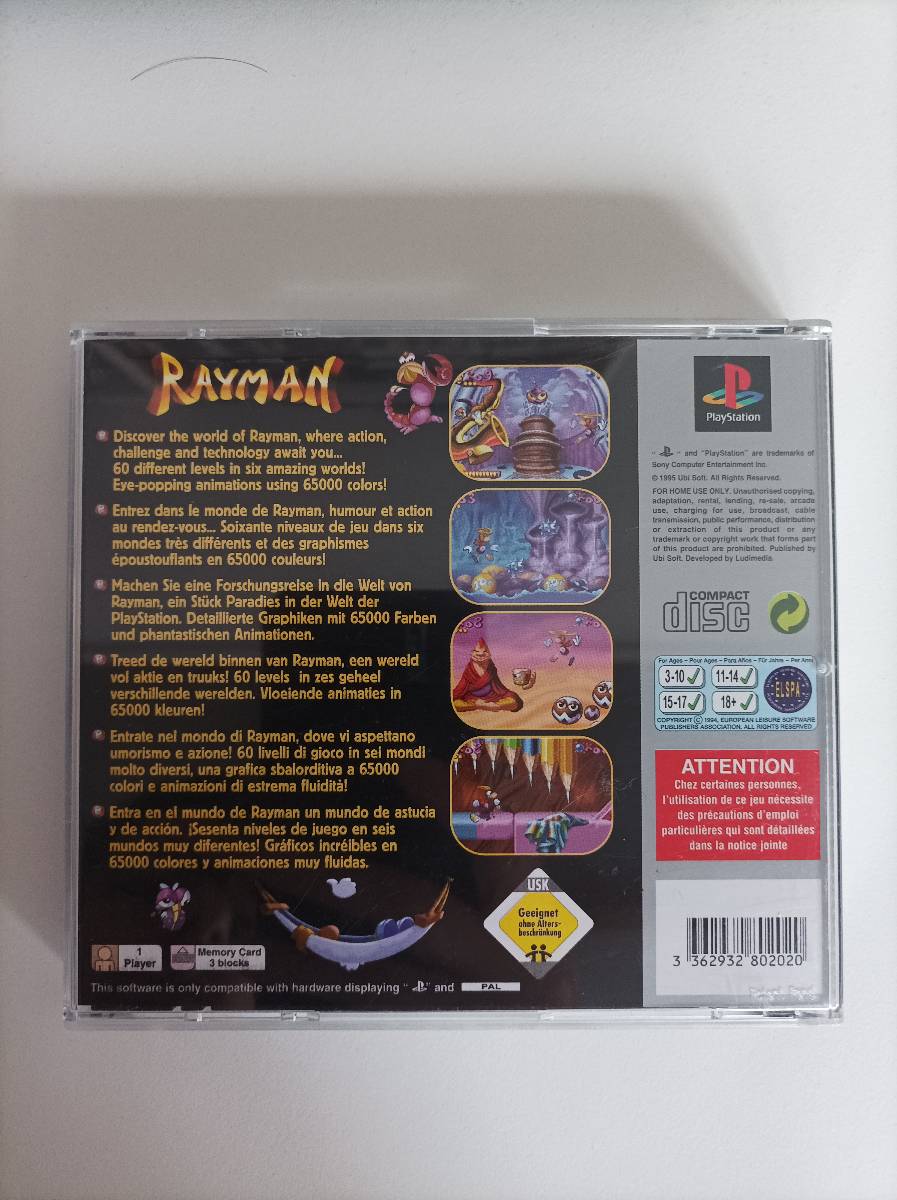 RAYMAN
Discover the world of Rayman, where action,
challenge and technology await you...
60 different levels in six amazing worlds!
Eye-popping animations using 65000 colors!
Entrez dans le monde de Rayman, humour et action
au rendez-vous... Soixante niveaux de jeu dans six
mondes très différents et des graphismes
époustouflants en 65000 couleurs!
Machen Sie eine Forschungsreise in die Welt von
Rayman, ein Stück Paradies in der Welt der
PlayStation. Detaillierte Graphiken mit 65000 Farben
und phantastischen Animationen.
Treed de wereld binnen van Rayman, een wereld
vol aktie en truuks! 60 levels in zes geheel
verschillende werelden. Vloeiende animaties in
65000 kleuren!
Entrate nel mondo di Rayman, dove vi aspettano
umorismo e azione! 60 livelli di gioco in sei mondi
molto diversi, una grafica sbalorditiva a 65000
colori e animazioni di estrema fluidità!
Entra en el mundo de Rayman un mundo de astucia
y de acción. ¡Sesenta niveles de juego en seis
mundos muy diferentes! Gráficos increíbles en
65000 colores y animaciones muy fluidas.
1
Player
Memory Card
3 blocks
This software is only compatible with hardware displaying " " and PAL
USK
Geeignet
ohne Alters-
beschränkung
PlayStation
" " and "PlayStation" are trademarks of
Sony Computer Entertainment Inc.
© 1995 Ubi Soft. All Rights Reserved.
FOR HOME USE ONLY. Unauthorised copying,
adaptation, rental, lending, re-sale, arcade
use, charging for use, broadcast, cable
transmission, public performance, distribution
or extraction of this product or any
trademark or copyright work that forms part
of this product are prohibited. Published by
Ubi Soft. Developed by Ludimedia.
COMPACT
disc
For Ages - Pour Ages - Para Años - Für Jahre - Per Anni
3-10 11-14
15-17 18+
ELSPA
COPYRIGHT © 1994, EUROPEAN LEISURE SOFTWARE
PUBLISHERS ASSOCIATION, ALL RIGHTS RESERVED
ATTENTION
Chez certaines personnes,
l'utilisation de ce jeu nécessite
des précautions d'emploi
particulières qui sont détaillées
dans la notice jointe
3 362932 802020